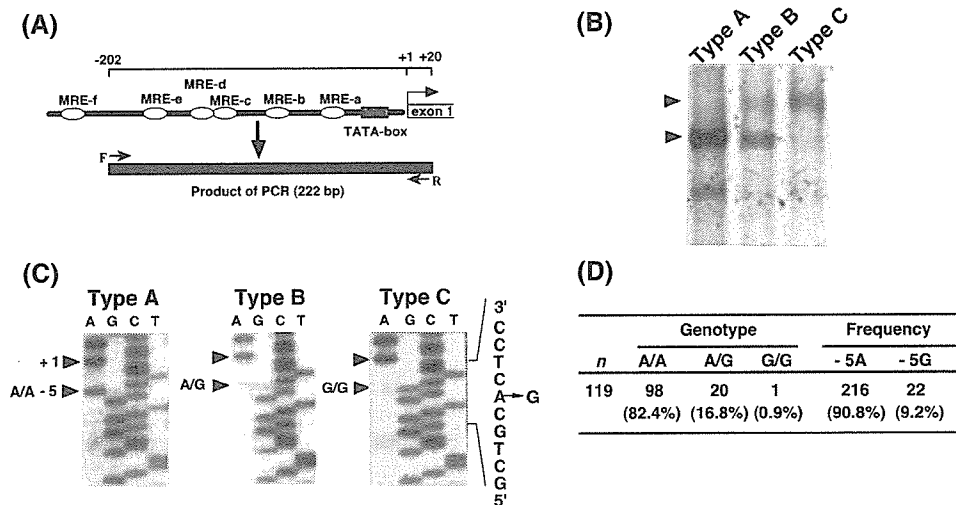 (A)
-202
+1 +20
MRE-d
MRE-f
MRE-e
MRE-c
MRE-b
MRE-a
exon 1
TATA-box
F
R
Product of PCR (222 bp)
(B)
Type A
Type B
Type C
(C)
Type A
A G C T
+1
A/A -5
Type B
A G C T
A/G
Type C
A G C T
G/G
3'
C
C
T
C
A G
C
G
T
C
G
5'
(D)
Genotype Frequency
n A/A A/G G/G -5A -5G
119 98 20 1 216 22
(82.4%) (16.8%) (0.9%) (90.8%) (9.2%)